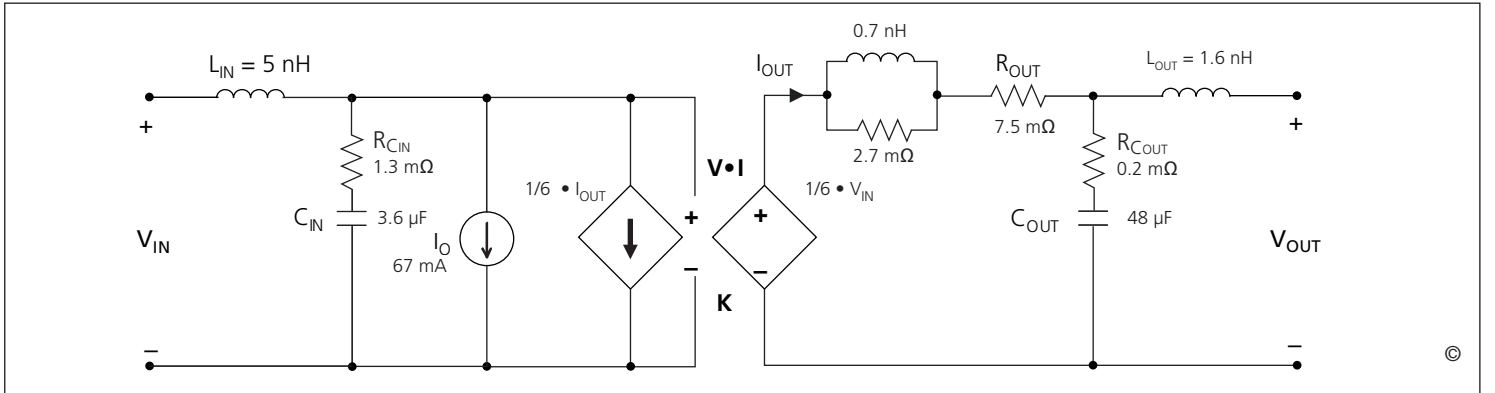 L_IN = 5 nH
0.7 nH
I_OUT
2.7 mΩ
R_OUT
7.5 mΩ
L_OUT = 1.6 nH
+
+
R_CIN
1.3 mΩ
C_IN
3.6 µF
V_IN
I_O
67 mA
1/6 • I_OUT
V•I
+
−
K
1/6 • V_IN
+
−
R_COUT
0.2 mΩ
C_OUT
48 µF
V_OUT
−
−
©